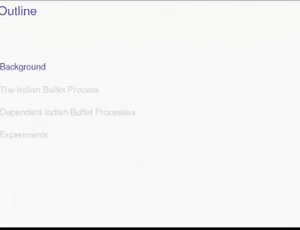 Outline
Background
The Indian Buffet Process
Dependent Indian Buffet Processes
Experiments